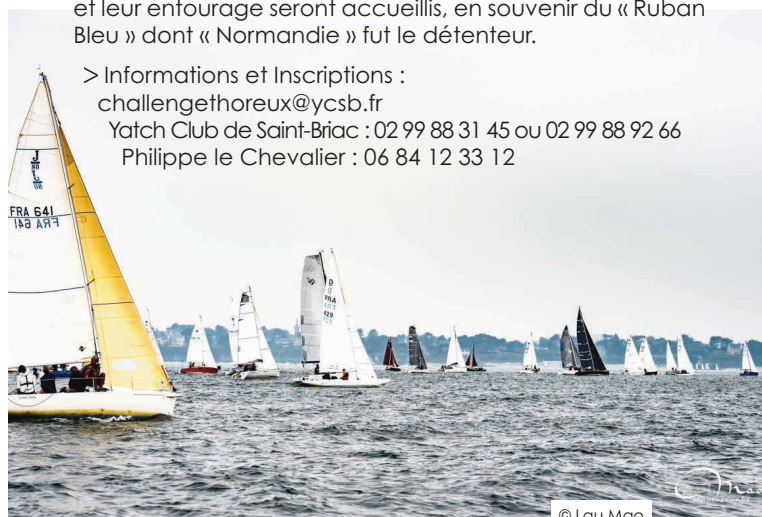 et leur entourage seront accueillis, en souvenir du « Ruban
Bleu » dont « Normandie » fut le détenteur.
> Informations et Inscriptions :
challengethoreux@ycsb.fr
Yatch Club de Saint-Briac : 02 99 88 31 45 ou 02 99 88 92 66
Philippe le Chevalier : 06 84 12 33 12
J
80
FRA 641
FRA
429
© Lau Mao